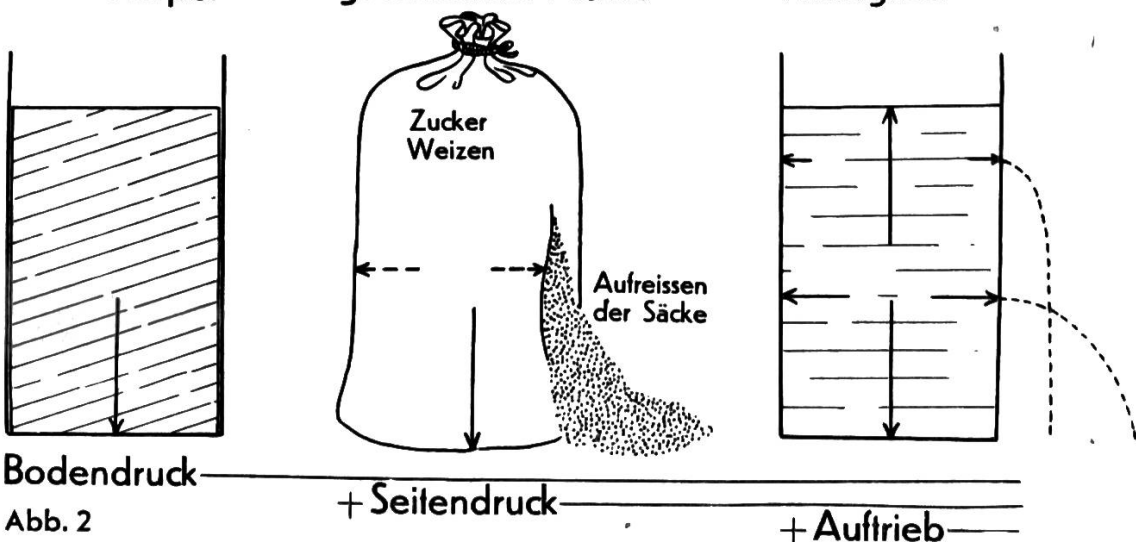 Zucker
Weizen
Aufreissen
der Säcke
Bodendruck
+ Seitendruck
+ Auftrieb
Abb. 2